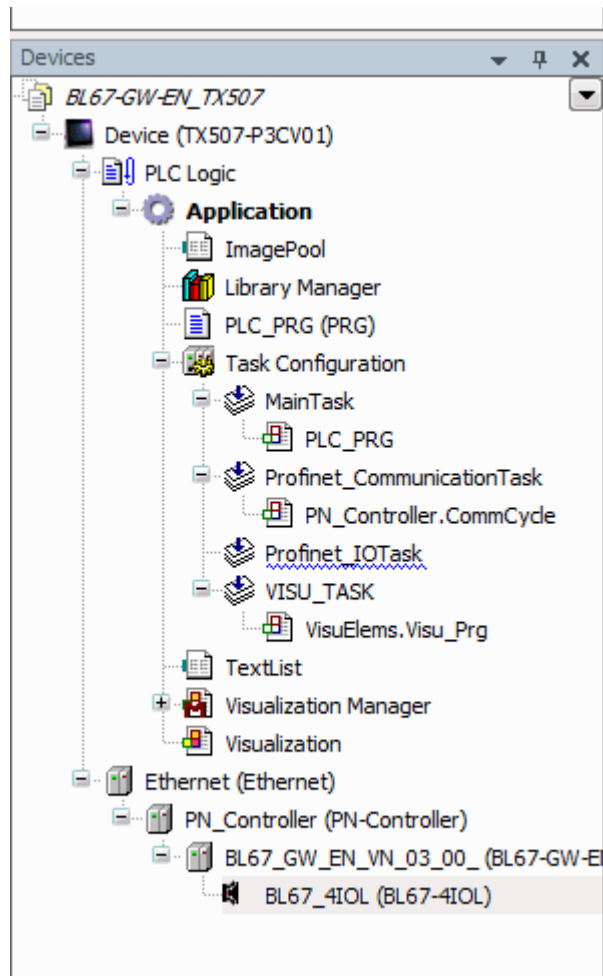 Devices
BL67-GW-EN_TX507
Device (TX507-P3CV01)
PLC Logic
Application
ImagePool
Library Manager
PLC_PRG (PRG)
Task Configuration
MainTask
PLC_PRG
Profinet_CommunicationTask
PN_Controller.CommCycle
Profinet_IOTask
VISU_TASK
VisuElems.Visu_Prg
TextList
Visualization Manager
Visualization
Ethernet (Ethernet)
PN_Controller (PN-Controller)
BL67_GW_EN_VN_03_00_ (BL67-GW-E
BL67_4IOL (BL67-4IOL)